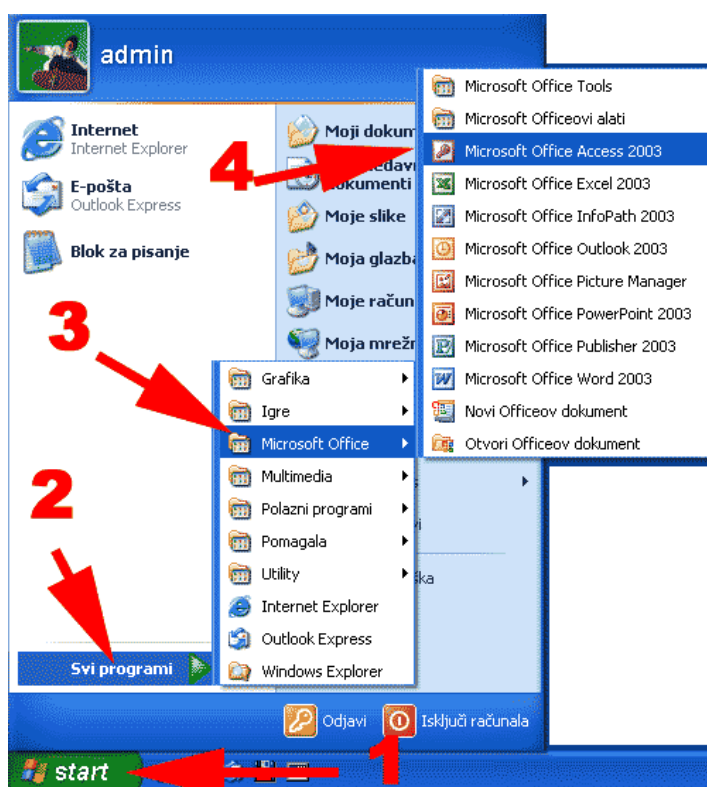 admin
Internet
Internet Explorer
E-pošta
Outlook Express
Blok za pisanje
Moji
dokumenti
Moje slike
Moja glazba
Moje
Moja
4
Microsoft Office Tools
Microsoft Officeovi alati
Microsoft Office Access 2003
Microsoft Office Excel 2003
Microsoft Office InfoPath 2003
Microsoft Office Outlook 2003
Microsoft Office Picture Manager
Microsoft Office PowerPoint 2003
Microsoft Office Publisher 2003
Microsoft Office Word 2003
Novi Officeov dokument
Otvori Officeov dokument
3
Grafika
Igre
Microsoft Office
Multimedia
Polazni programi
Pomagala
Utility
Internet Explorer
Outlook Express
Windows Explorer
2
Svi programi
Odjavi
Isključi računala
1
start